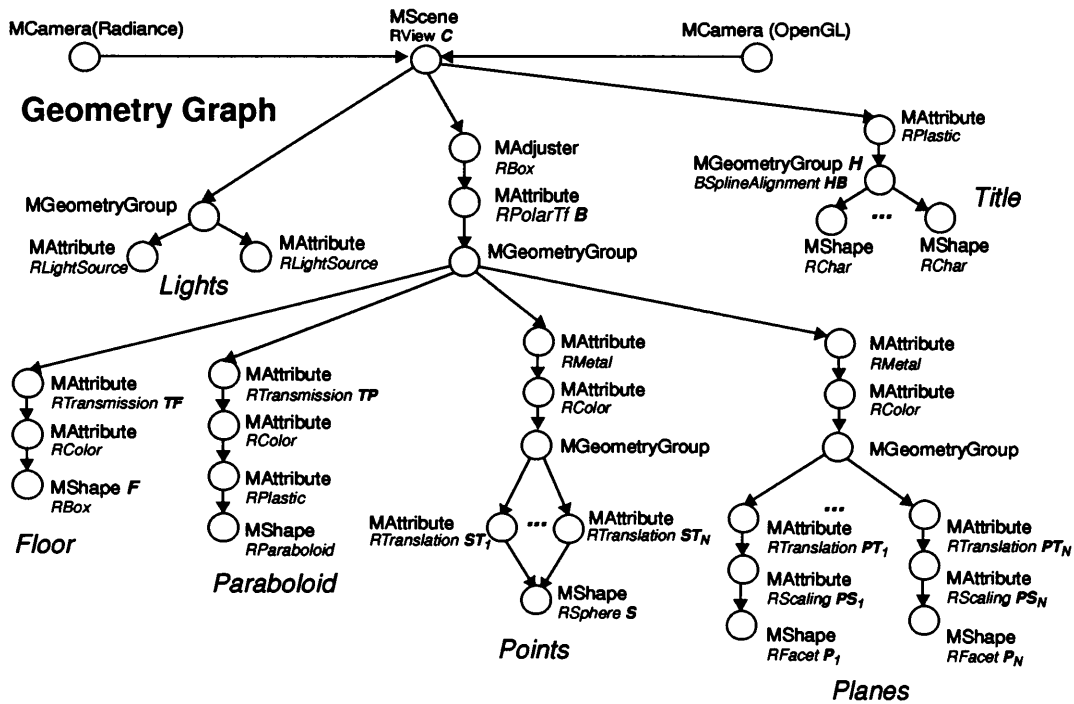 MCamera(Radiance)
MScene
RView C
MCamera (OpenGL)
Geometry Graph
MAttribute
RPlastic
MAdjuster
RBox
MGeometryGroup H
BSplineAlignment HB
MAttribute
RPolarTf B
Title
MGeometryGroup
...
MAttribute
RLightSource
MAttribute
RLightSource
MShape
RChar
MShape
RChar
MGeometryGroup
Lights
MAttribute
RTransmission TF
MAttribute
RColor
MShape F
RBox
Floor
MAttribute
RTransmission TP
MAttribute
RColor
MAttribute
RPlastic
MShape
RParaboloid
Paraboloid
MAttribute
RMetal
MAttribute
RColor
MGeometryGroup
MAttribute
RTranslation ST1
...
MAttribute
RTranslation STN
MShape
RSphere S
Points
MAttribute
RMetal
MAttribute
RColor
MGeometryGroup
...
MAttribute
RTranslation PT1
MAttribute
RScaling PS1
MShape
RFacet P1
MAttribute
RTranslation PTN
MAttribute
RScaling PSN
MShape
RFacet PN
Planes